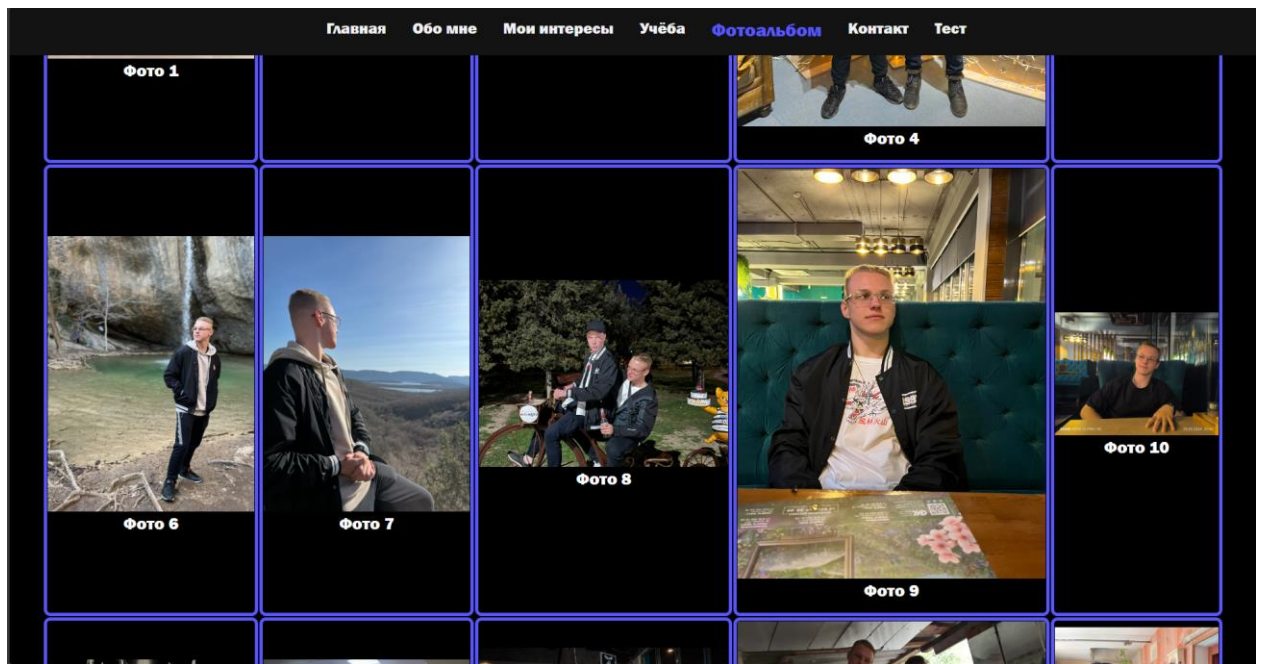 Главная Обо мне Мои интересы Учёба Фотоальбом Контакт Тест
Фото 1
Фото 4
Фото 6
Фото 7
Фото 8
Фото 9
Фото 10